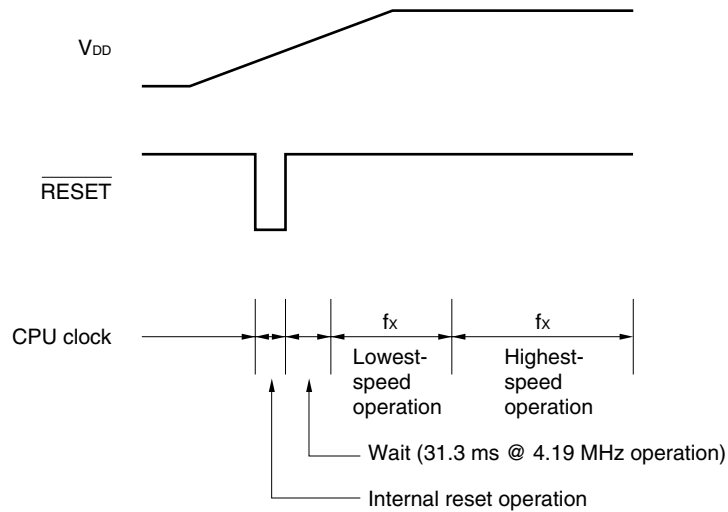 VDD
RESET
CPU clock
fX
Lowest-
speed
operation
fX
Highest-
speed
operation
Wait (31.3 ms @ 4.19 MHz operation)
Internal reset operation